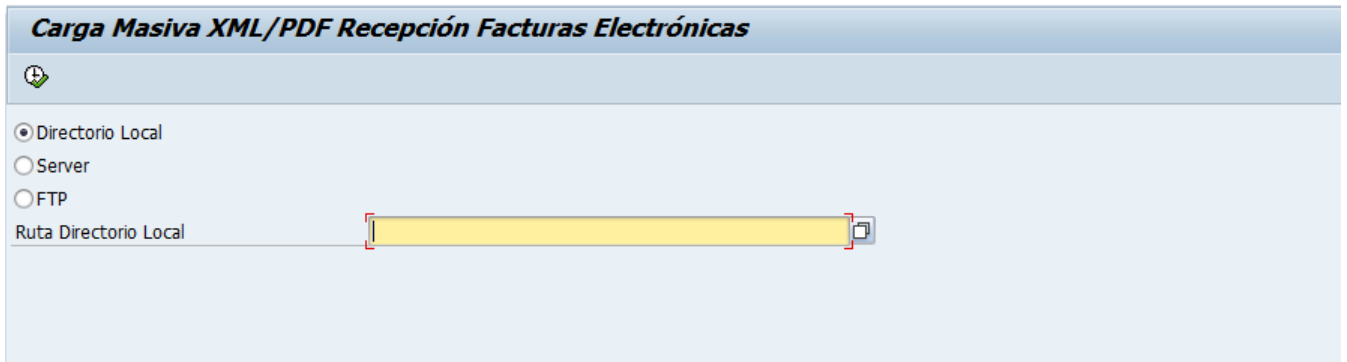 Carga Masiva XML/PDF Recepción Facturas Electrónicas
Directorio Local
Server
FTP
Ruta Directorio Local